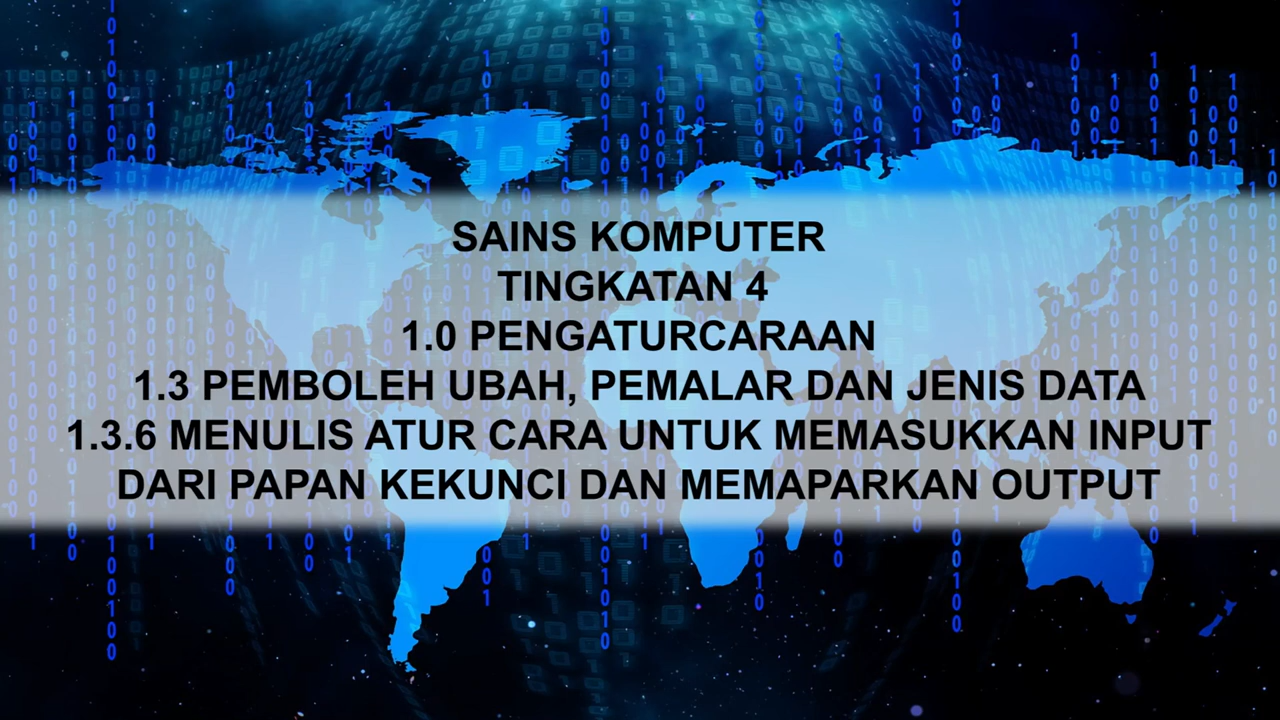 SAINS KOMPUTER
TINGKATAN 4
1.0 PENGATURCARAAN
1.3 PEMBOLEH UBAH, PEMALAR DAN JENIS DATA
1.3.6 MENULIS ATUR CARA UNTUK MEMASUKKAN INPUT
DARI PAPAN KEKUNCI DAN MEMAPARKAN OUTPUT